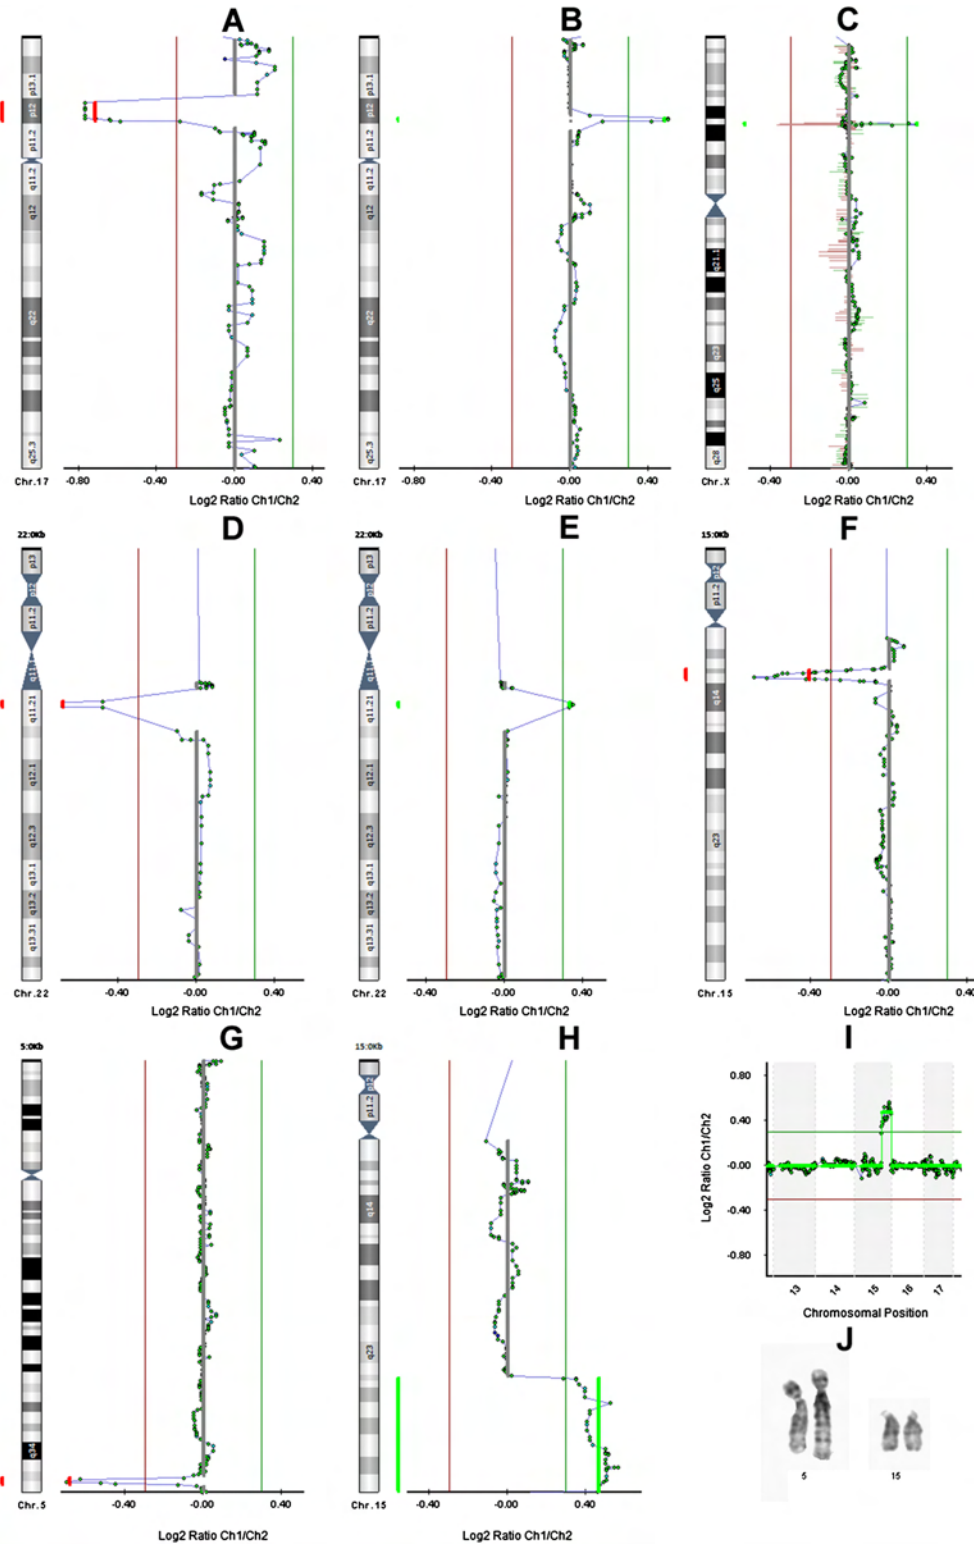 A
B
C
p13.1
p12
p11.2
q11.2
q12
q22
q25.3
Chr.17
-0.80
-0.40
-0.00
0.40
Log2 Ratio Ch1/Ch2
p13.1
p12
p11.2
q11.2
q12
q22
q25.3
Chr.17
-0.40
-0.00
0.40
Log2 Ratio Ch1/Ch2
q21.1
q23
q25
q28
Chr.X
-0.40
-0.00
0.40
Log2 Ratio Ch1/Ch2
D
E
F
22:0Kb
p13
p12
p11.2
q11.21
q12.1
q12.3
q13.1
q13.2
q13.31
Chr.22
-0.40
-0.00
0.40
Log2 Ratio Ch1/Ch2
22:0Kb
p13
p12
p11.2
q11.21
q12.1
q12.3
q13.1
q13.2
q13.31
Chr.22
-0.40
-0.00
0.40
Log2 Ratio Ch1/Ch2
15:0Kb
p12
p11.2
q14
q23
Chr.15
-0.40
-0.00
0.40
Log2 Ratio Ch1/Ch2
G
H
I
5:0Kb
q34
Chr.5
-0.40
-0.00
0.40
Log2 Ratio Ch1/Ch2
15:0Kb
p12
p11.2
q14
q23
Chr.15
-0.40
-0.00
0.40
Log2 Ratio Ch1/Ch2
0.80
0.40
-0.00
-0.40
-0.80
Log2 Ratio Ch1/Ch2
13 14 15 16 17
Chromosomal Position
J
5
15